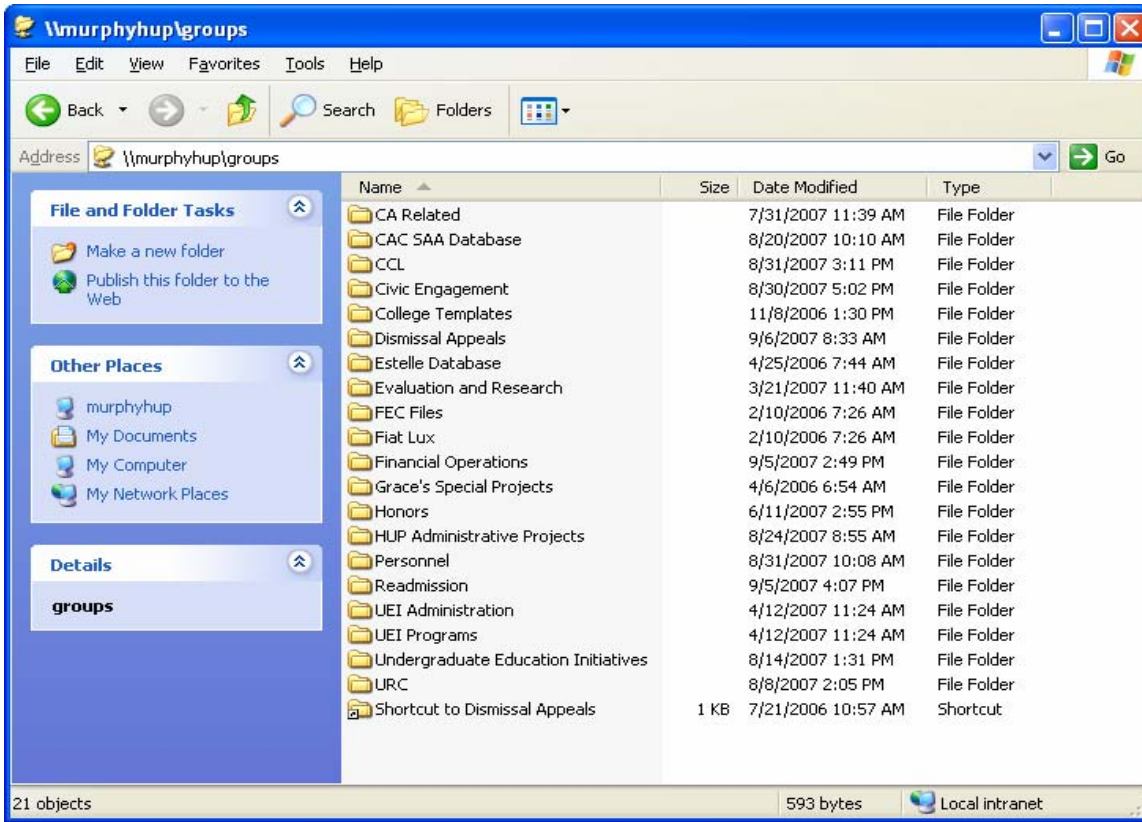 \\murphyhup\groups
File Edit View Favorites Tools Help
Back Search Folders
Address \\murphyhup\groups Go
File and Folder Tasks
Make a new folder
Publish this folder to the
Web
Other Places
murphyhup
My Documents
My Computer
My Network Places
Details
groups
Name Size Date Modified Type
CA Related 7/31/2007 11:39 AM File Folder
CAC SAA Database 8/20/2007 10:10 AM File Folder
CCL 8/31/2007 3:11 PM File Folder
Civic Engagement 8/30/2007 5:02 PM File Folder
College Templates 11/8/2006 1:30 PM File Folder
Dismissal Appeals 9/6/2007 8:33 AM File Folder
Estelle Database 4/25/2006 7:44 AM File Folder
Evaluation and Research 3/21/2007 11:40 AM File Folder
FEC Files 2/10/2006 7:26 AM File Folder
Fiat Lux 2/10/2006 7:26 AM File Folder
Financial Operations 9/5/2007 2:49 PM File Folder
Grace's Special Projects 4/6/2006 6:54 AM File Folder
Honors 6/11/2007 2:55 PM File Folder
HUP Administrative Projects 8/24/2007 8:55 AM File Folder
Personnel 8/31/2007 10:08 AM File Folder
Readmission 9/5/2007 4:07 PM File Folder
UEI Administration 4/12/2007 11:24 AM File Folder
UEI Programs 4/12/2007 11:24 AM File Folder
Undergraduate Education Initiatives 8/14/2007 1:31 PM File Folder
URC 8/8/2007 2:05 PM File Folder
Shortcut to Dismissal Appeals 1 KB 7/21/2006 10:57 AM Shortcut
21 objects 593 bytes Local intranet